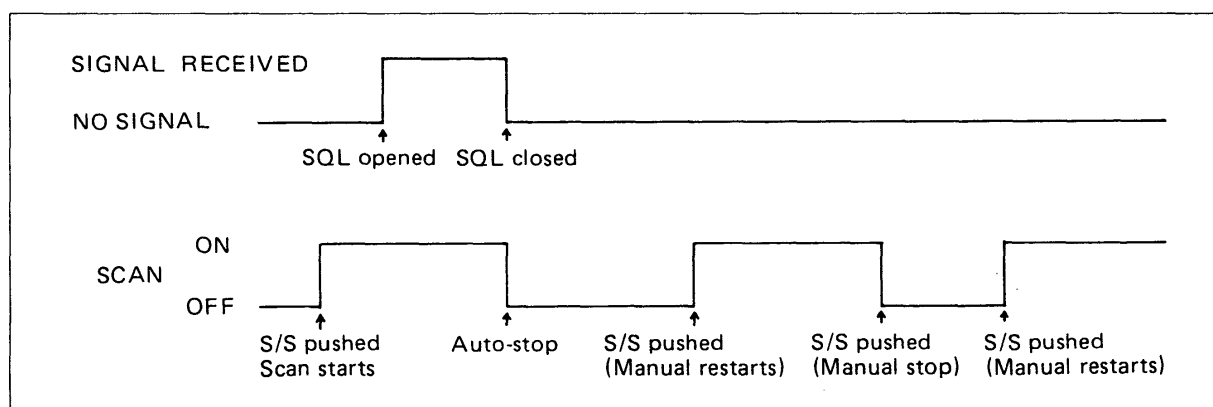 SIGNAL RECEIVED
NO SIGNAL
SQL opened
SQL closed
ON
SCAN
OFF
S/S pushed
Scan starts
Auto-stop
S/S pushed
(Manual restarts)
S/S pushed
(Manual stop)
S/S pushed
(Manual restarts)